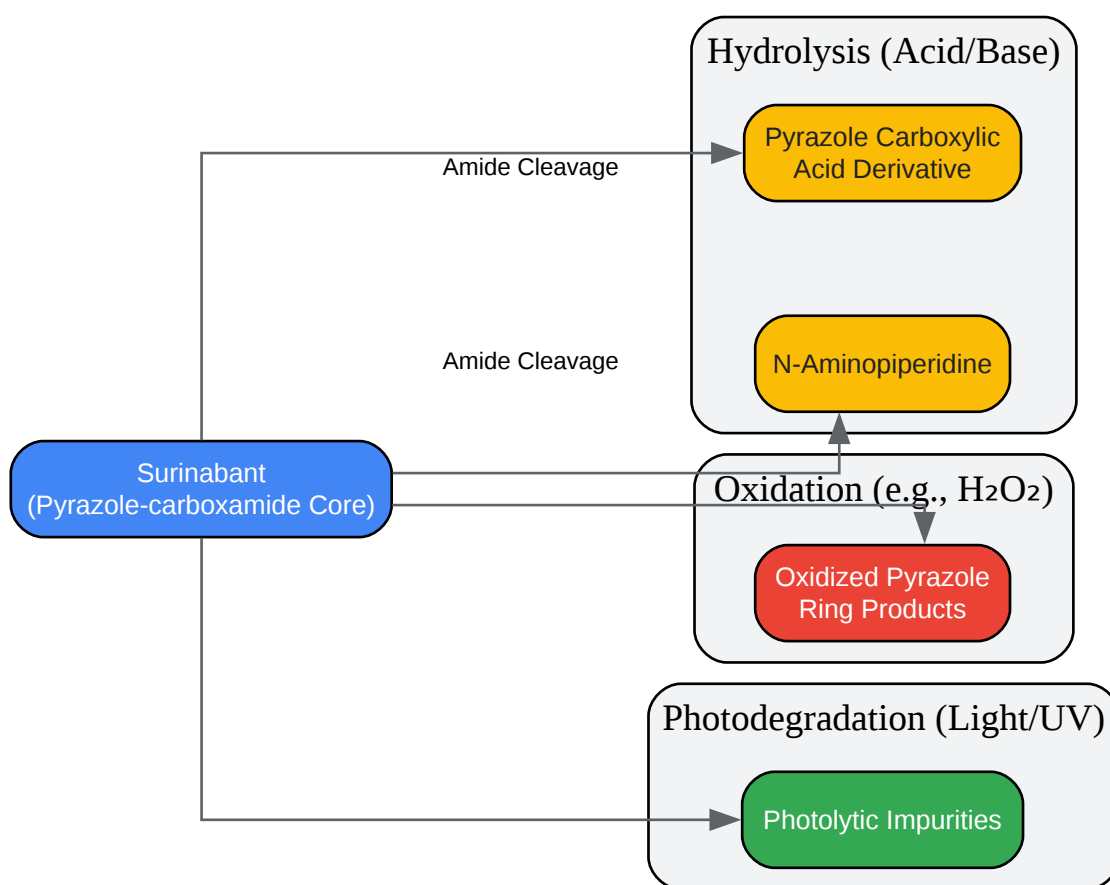 Hydrolysis (Acid/Base)
Pyrazole Carboxylic
Acid Derivative
Amide Cleavage
Amide Cleavage
N-Aminopiperidine
Surinabant
(Pyrazole-carboxamide Core)
Oxidation (e.g., H₂O₂)
Oxidized Pyrazole
Ring Products
Photodegradation (Light/UV)
Photolytic Impurities